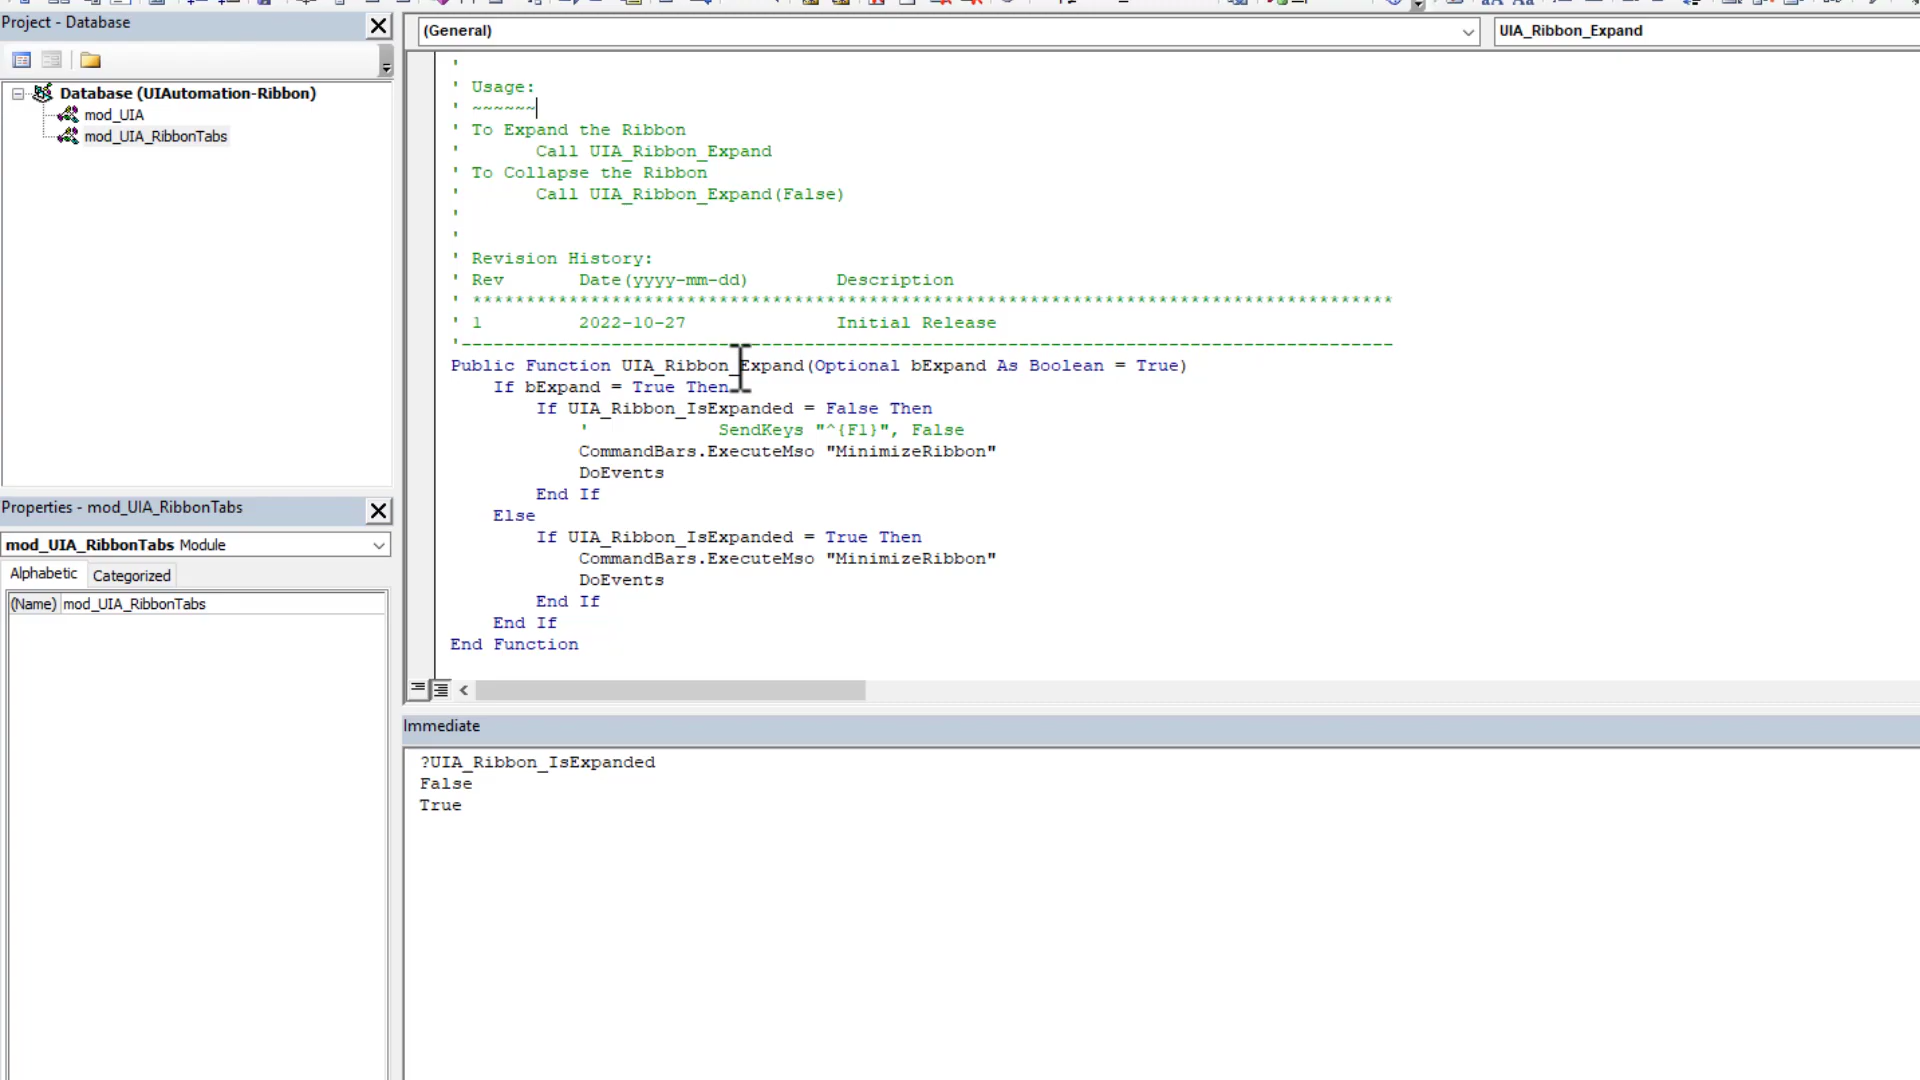 Project - Database
Database (UIAutomation-Ribbon)
mod_UIA
mod_UIA_RibbonTabs
Properties - mod_UIA_RibbonTabs
mod_UIA_RibbonTabs Module
Alphabetic
Categorized
(Name) mod_UIA_RibbonTabs
(General)
UIA_Ribbon_Expand
'
' Usage:
' ~~~~~~
' To Expand the Ribbon
'       Call UIA_Ribbon_Expand
' To Collapse the Ribbon
'       Call UIA_Ribbon_Expand(False)
'
'
' Revision History:
' Rev       Date(yyyy-mm-dd)        Description
' **************************************************************************************
' 1         2022-10-27              Initial Release
'---------------------------------------------------------------------------------------
Public Function UIA_Ribbon_Expand(Optional bExpand As Boolean = True)
    If bExpand = True Then
        If UIA_Ribbon_IsExpanded = False Then
            '            SendKeys "^{F1}", False
            CommandBars.ExecuteMso "MinimizeRibbon"
            DoEvents
        End If
    Else
        If UIA_Ribbon_IsExpanded = True Then
            CommandBars.ExecuteMso "MinimizeRibbon"
            DoEvents
        End If
    End If
End Function
Immediate
?UIA_Ribbon_IsExpanded
False
True